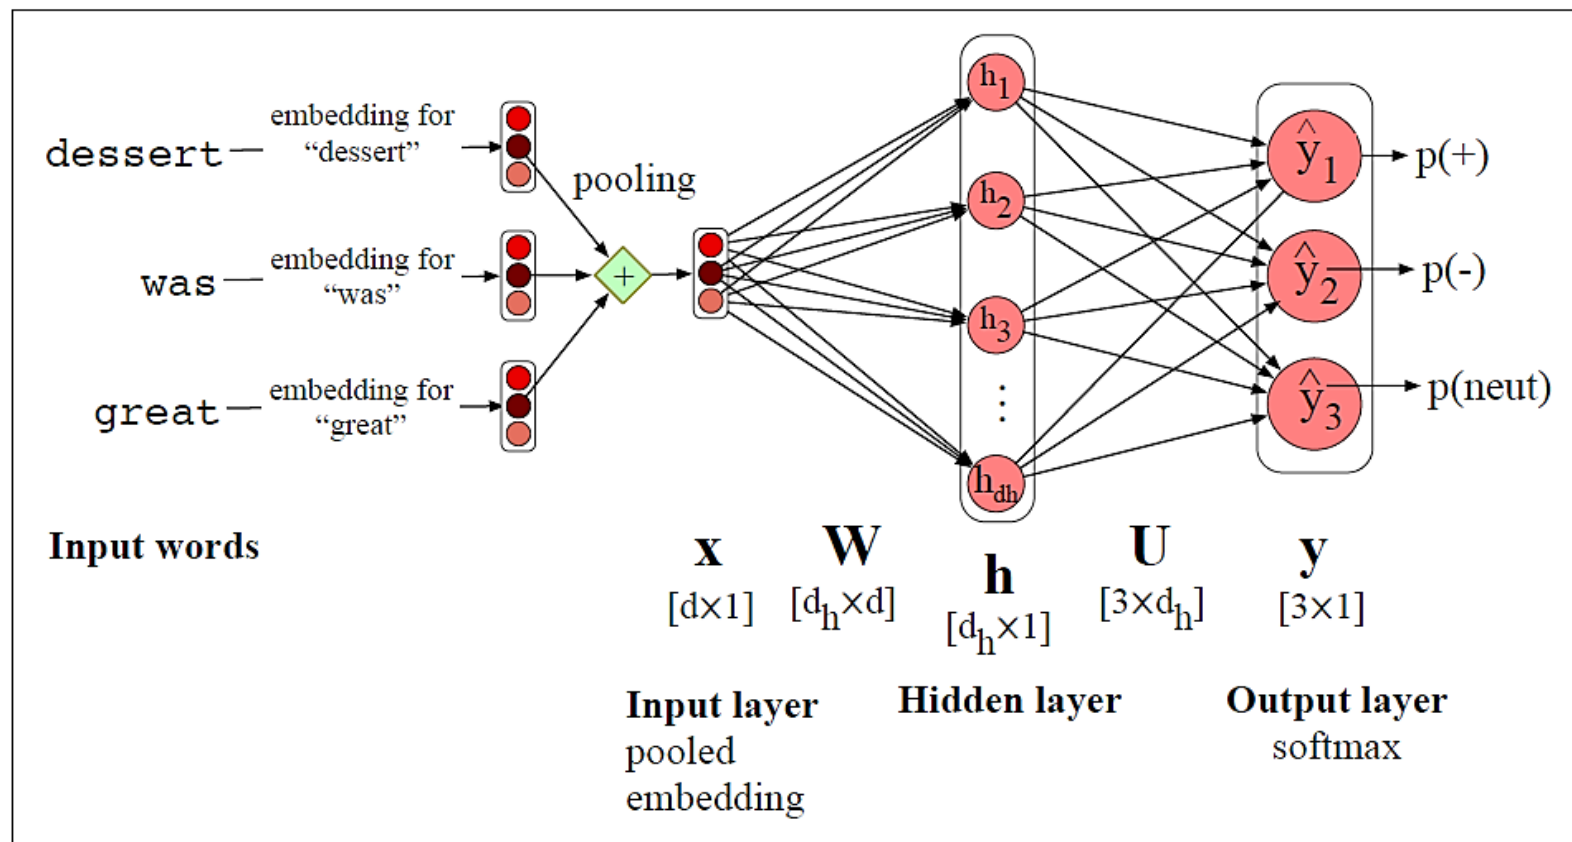 dessert
embedding for
“dessert”
was
embedding for
“was”
great
embedding for
“great”
pooling
+
h1
h2
h3
⋮
hdh
ŷ1
ŷ2
ŷ3
p(+)
p(-)
p(neut)
Input words
x
[d×1]
W
[dh×d]
h
[dh×1]
U
[3×dh]
y
[3×1]
Input layer
pooled
embedding
Hidden layer
Output layer
softmax